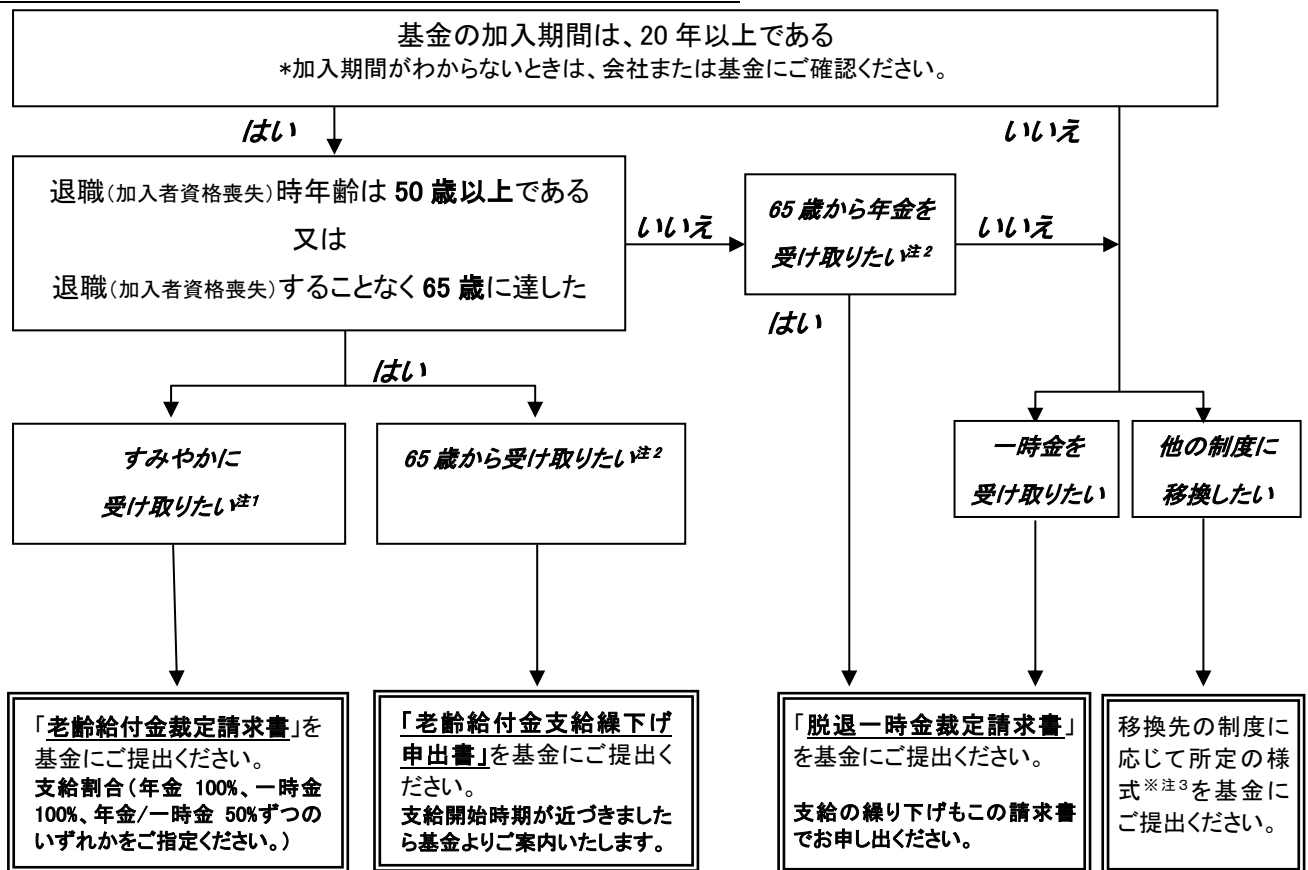 基金の加入期間は、20 年以上である
*加入期間がわからないときは、会社または基金にご確認ください。
はい
いいえ
退職(加入者資格喪失)時年齢は 50 歳以上である
又は
退職(加入者資格喪失)することなく 65 歳に達した
いいえ
65 歳から年金を
受け取りたい注2
いいえ
はい
はい
すみやかに
受け取りたい注1
65 歳から受け取りたい注2
一時金を
受け取りたい
他の制度に
移換したい
「老齢給付金裁定請求書」を
基金にご提出ください。
支給割合(年金 100%、一時金
100%、年金/一時金 50%ずつの
いずれかをご指定ください。)
「老齢給付金支給繰下げ
申出書」を基金にご提出く
ださい。
支給開始時期が近づきました
ら基金よりご案内いたします。
「脱退一時金裁定請求書」
を基金にご提出ください。
支給の繰り下げもこの請求書
でお申し出ください。
移換先の制度に
応じて所定の様
式※注3を基金に
ご提出ください。